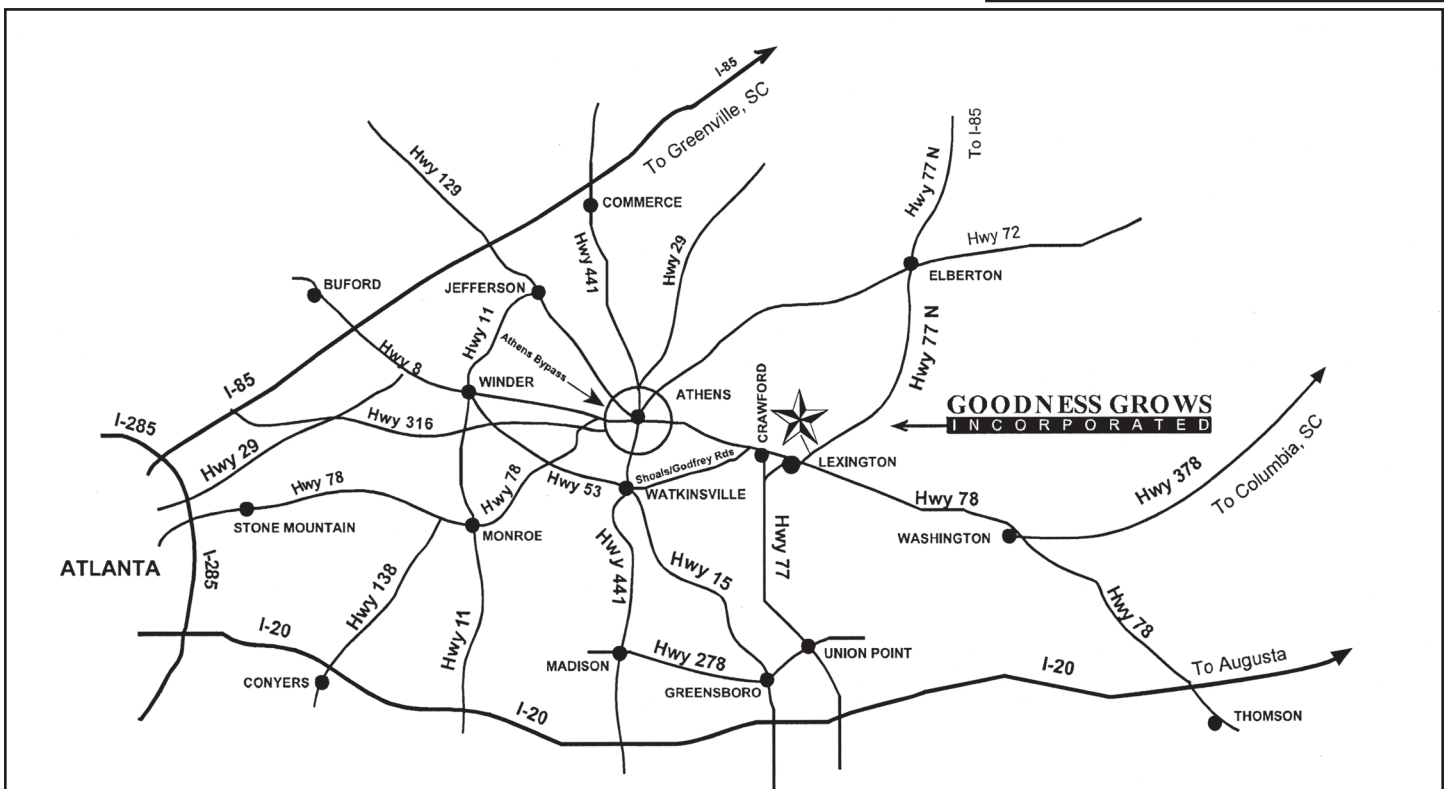 I-85
To Greenville, SC
Hwy 129
COMMERCE
Hwy 441
Hwy 29
Hwy 77 N
To I-85
Hwy 72
ELBERTON
BUFORD
JEFFERSON
Hwy 11
Athens Bypass
Hwy 8
WINDER
ATHENS
Hwy 77 N
I-85
Hwy 316
CRAWFORD
GOODNESS GROWS
INCORPORATED
I-285
Hwy 29
Hwy 78
STONE MOUNTAIN
Hwy 78
MONROE
Hwy 53
Shoals/Godfrey Rds
WATKINSVILLE
LEXINGTON
Hwy 78
WASHINGTON
Hwy 378
To Columbia, SC
ATLANTA
I-285
Hwy 138
Hwy 11
Hwy 441
Hwy 15
Hwy 77
Hwy 78
I-20
CONYERS
MADISON
Hwy 278
GREENSBORO
UNION POINT
I-20
I-20
To Augusta
THOMSON